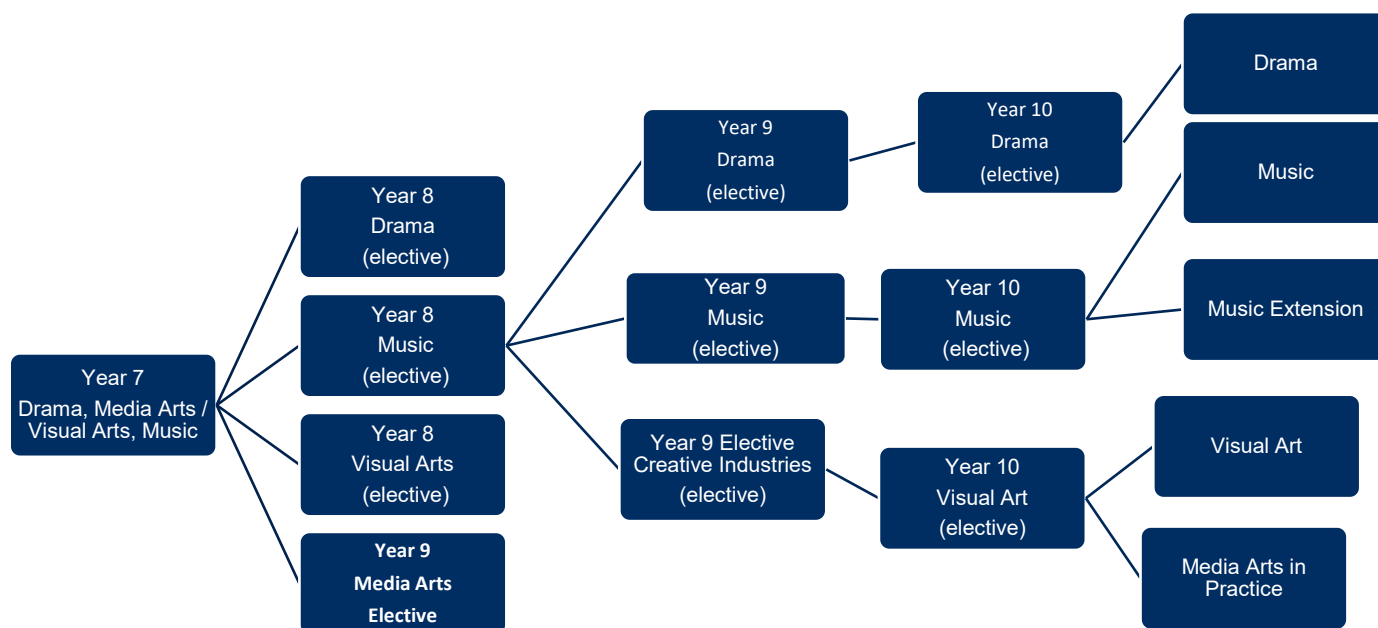 Year 7
Drama, Media Arts /
Visual Arts, Music
Year 8
Drama
(elective)
Year 8
Music
(elective)
Year 8
Visual Arts
(elective)
Year 9
Media Arts
Elective
Year 9
Drama
(elective)
Year 9
Music
(elective)
Year 9 Elective
Creative Industries
(elective)
Year 10
Drama
(elective)
Year 10
Music
(elective)
Year 10
Visual Art
(elective)
Drama
Music
Music Extension
Visual Art
Media Arts in
Practice